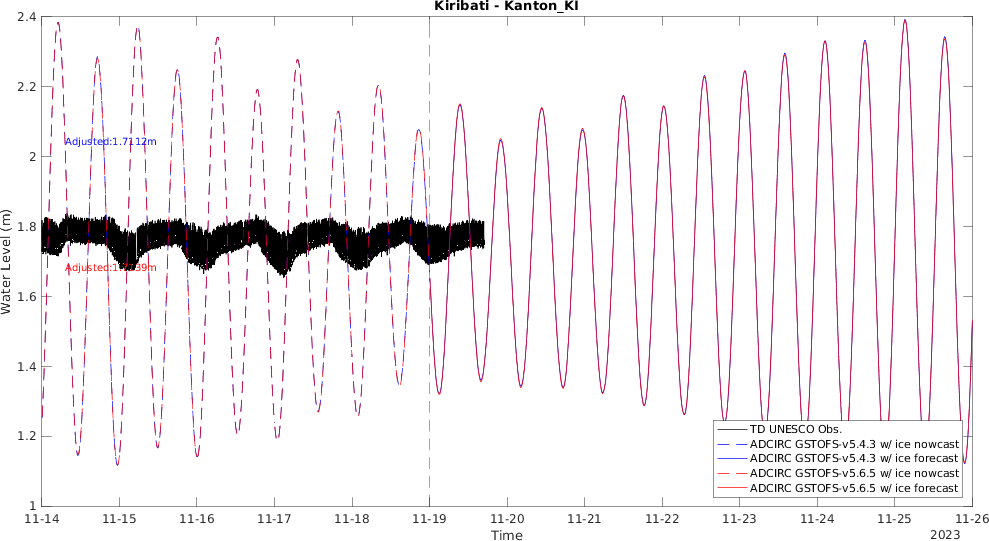 Kiribati - Kanton_KI
2.4
2.2
2
1.8
1.6
1.4
1.2
1
Water Level (m)
Adjusted:1.7112m
TD UNESCO Obs.
ADCIRC GSTOFS-v5.4.3 w/ ice nowcast
ADCIRC GSTOFS-v5.4.3 w/ ice forecast
ADCIRC GSTOFS-v5.6.5 w/ ice nowcast
ADCIRC GSTOFS-v5.6.5 w/ ice forecast
11-14 11-15 11-16 11-17 11-18 11-19 11-20 11-21 11-22 11-23 11-24 11-25 11-26
Time
2023